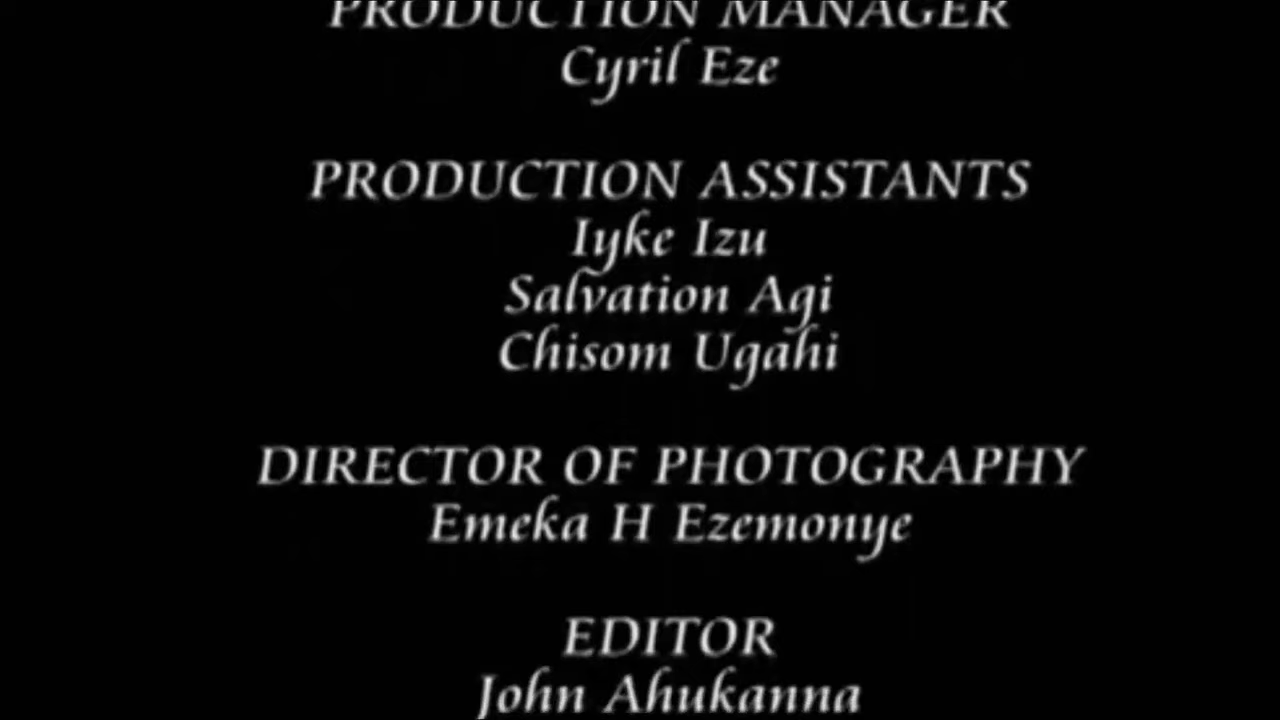 PRODUCTION MANAGER
Cyril Eze
PRODUCTION ASSISTANTS
Iyke Izu
Salvation Agi
Chisom Ugahi
DIRECTOR OF PHOTOGRAPHY
Emeka H Ezemonye
EDITOR
John Ahukanna